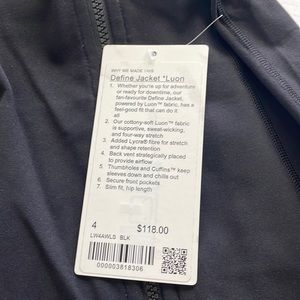 WHY WE MADE THIS
Define Jacket *Luon
1. Whether you're up for adventure
or ready for downtime, our
fan-favourite Define Jacket,
powered by Luon™ fabric, has a
feel-good fit that can do it
all
2. Our cottony-soft Luon™ fabric
is supportive, sweat-wicking,
and four-way stretch
3. Added Lycra® fibre for stretch
and shape retention
4. Back vent strategically placed
to provide airflow
5. Thumbholes and Cuffins™ keep
sleeves down and chills out
6. Secure front pockets
7. Slim fit, hip length
4 $118.00
LW4AWLS BLK
000003818306